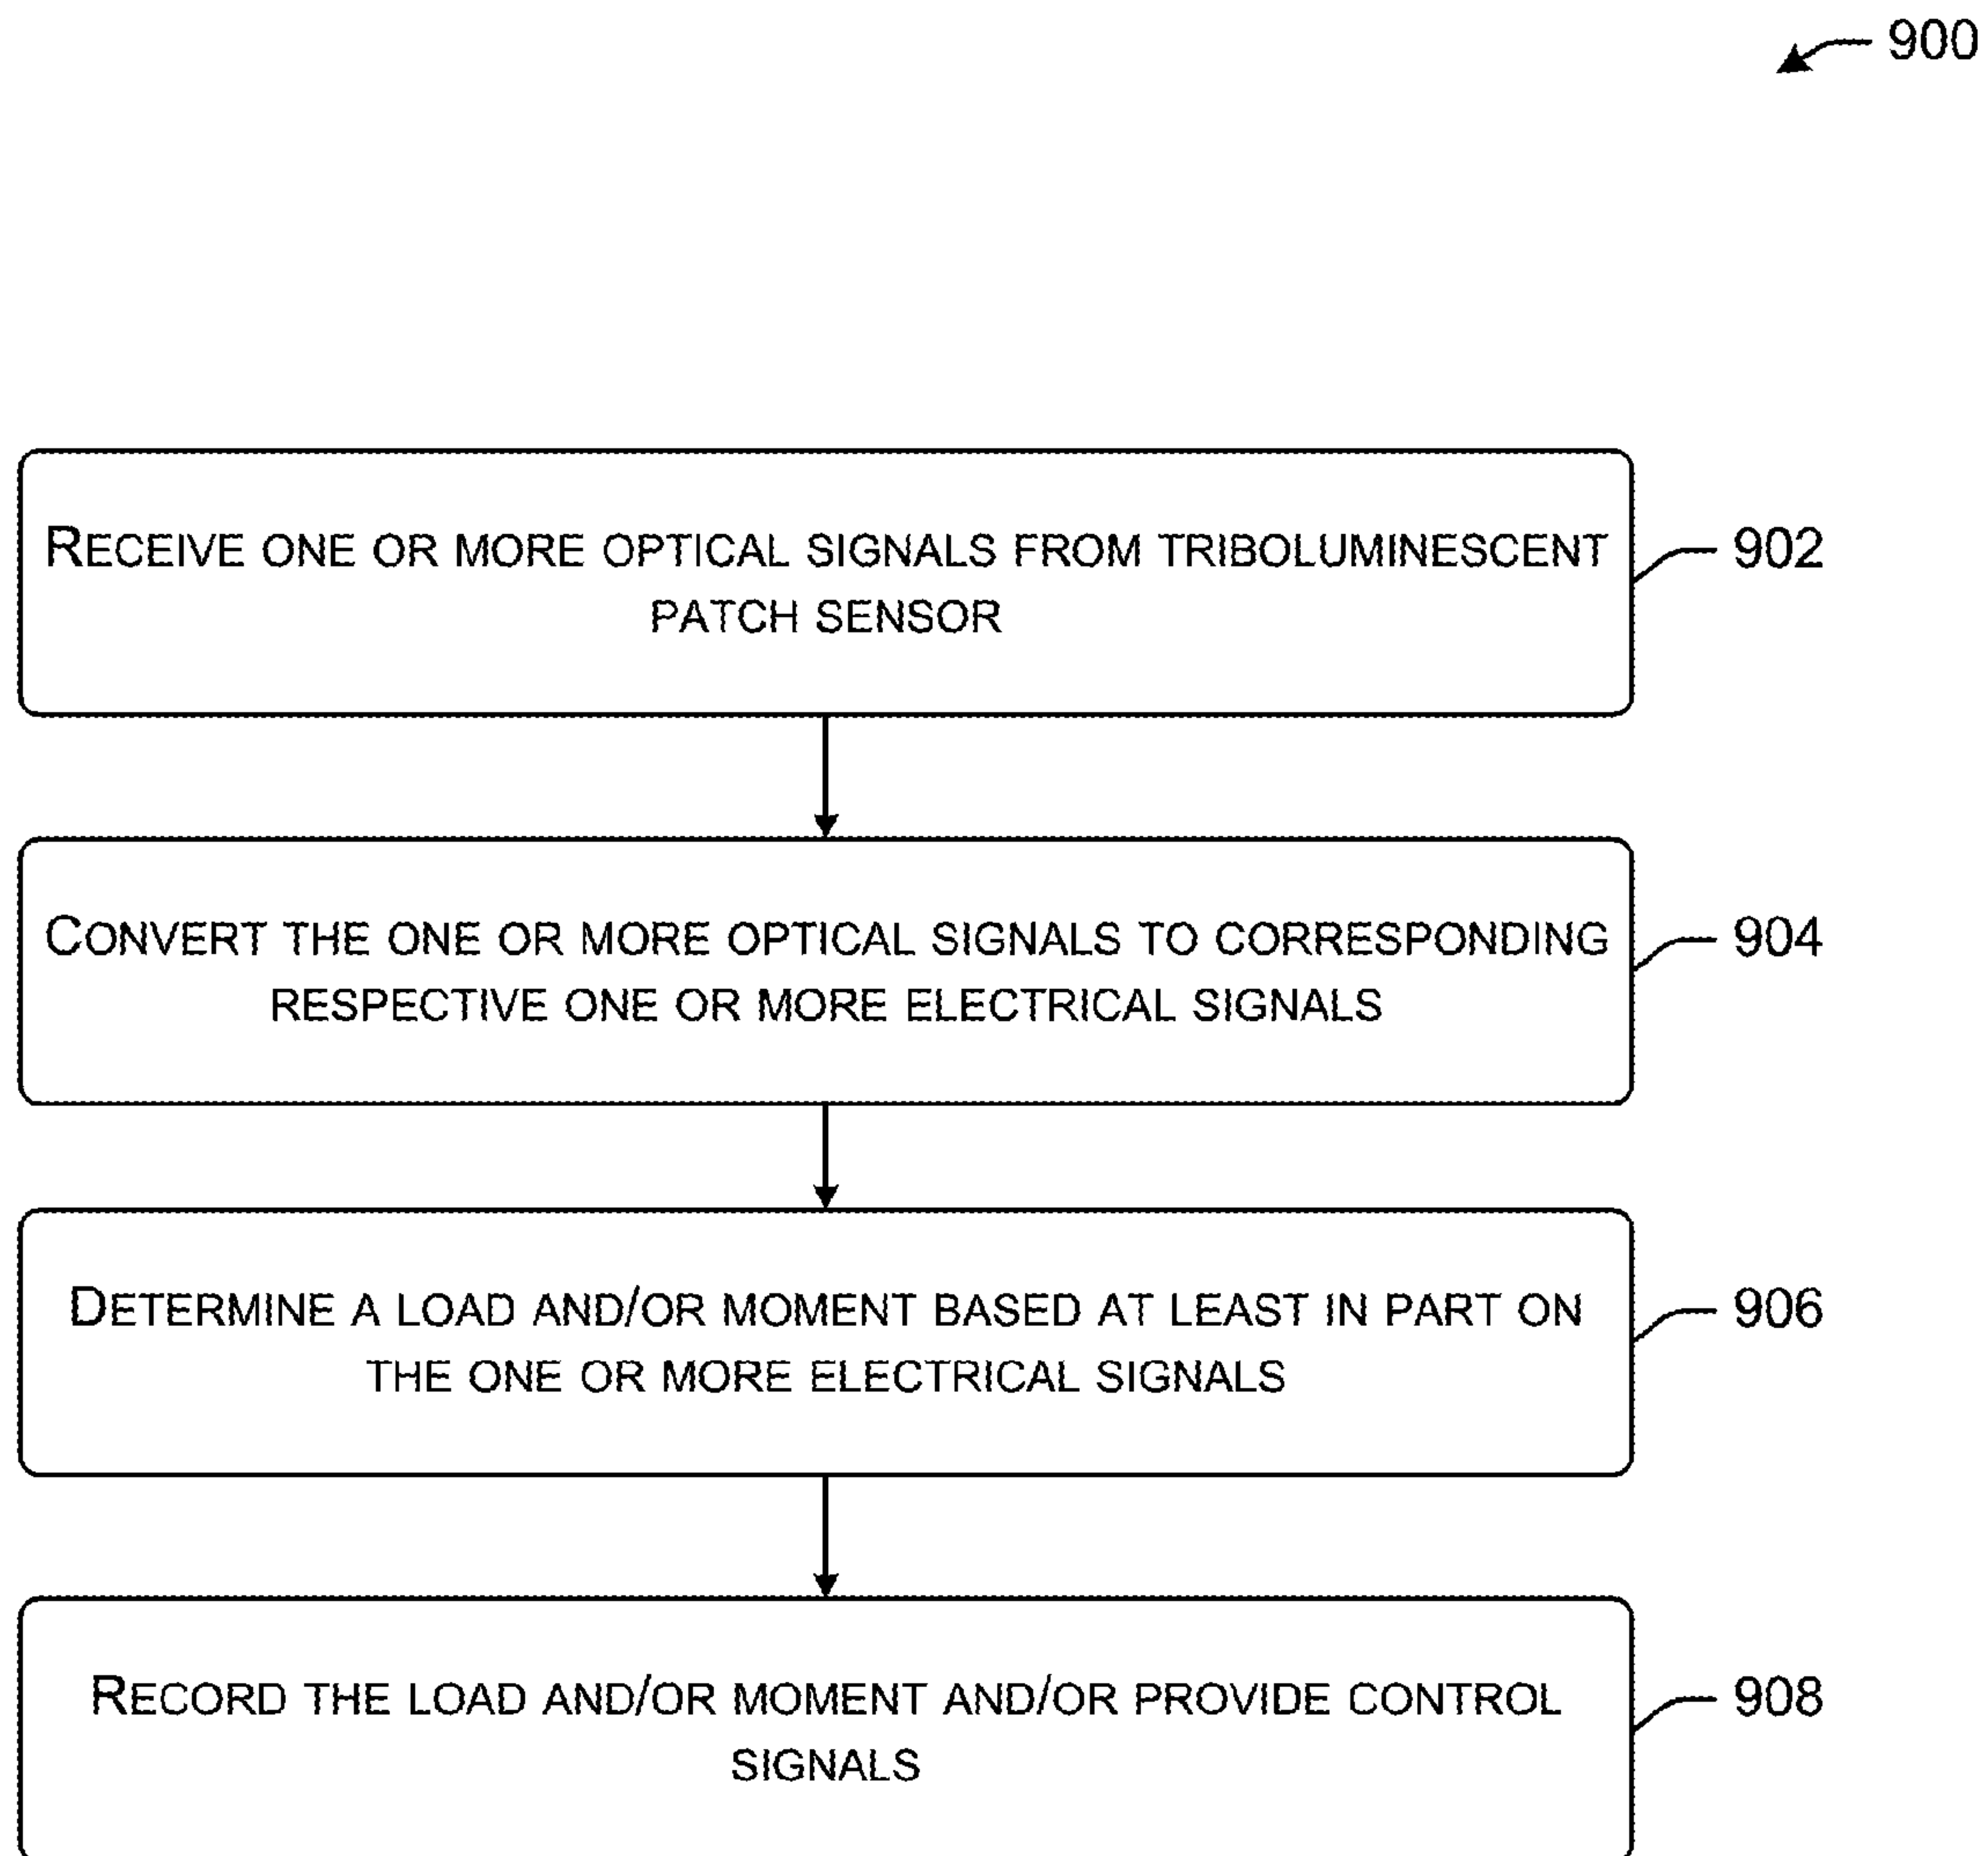 900
RECEIVE ONE OR MORE OPTICAL SIGNALS FROM TRIBOLUMINESCENT
PATCH SENSOR
902
CONVERT THE ONE OR MORE OPTICAL SIGNALS TO CORRESPONDING
RESPECTIVE ONE OR MORE ELECTRICAL SIGNALS
904
DETERMINE A LOAD AND/OR MOMENT BASED AT LEAST IN PART ON
THE ONE OR MORE ELECTRICAL SIGNALS
906
RECORD THE LOAD AND/OR MOMENT AND/OR PROVIDE CONTROL
SIGNALS
908